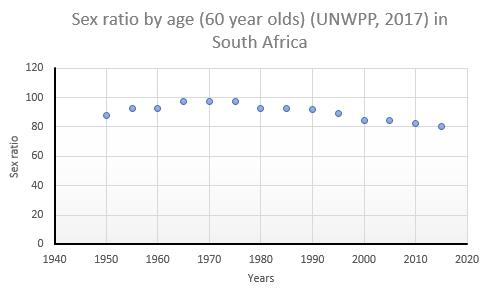 Sex ratio by age (60 year olds) (UNWPP, 2017) in
South Africa
120
100
80
60
40
20
0
Sex ratio
1940 1950 1960 1970 1980 1990 2000 2010 2020
Years